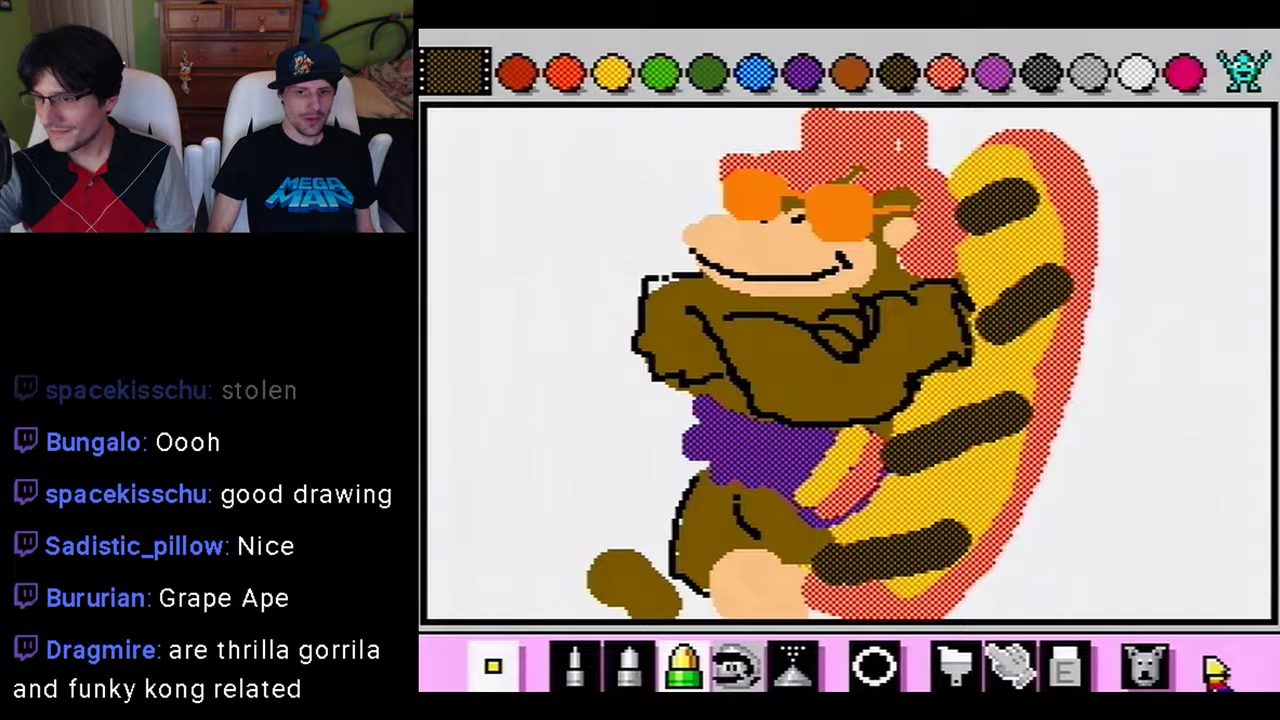 MEGA
MAN
spacekisschu: stolen
Bungalo: Oooh
spacekisschu: good drawing
Sadistic_pillow: Nice
Bururian: Grape Ape
Dragmire: are thrilla gorrila
and funky kong related
E